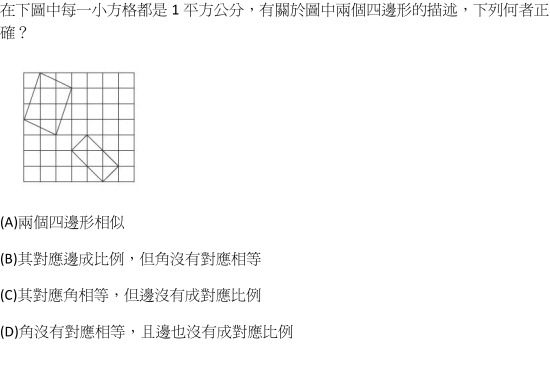 在下圖中每一小方格都是 1 平方公分，有關於圖中兩個四邊形的描述，下列何者正
確？
(A)兩個四邊形相似
(B)其對應邊成比例，但角沒有對應相等
(C)其對應角相等，但邊沒有成對應比例
(D)角沒有對應相等，且邊也沒有成對應比例